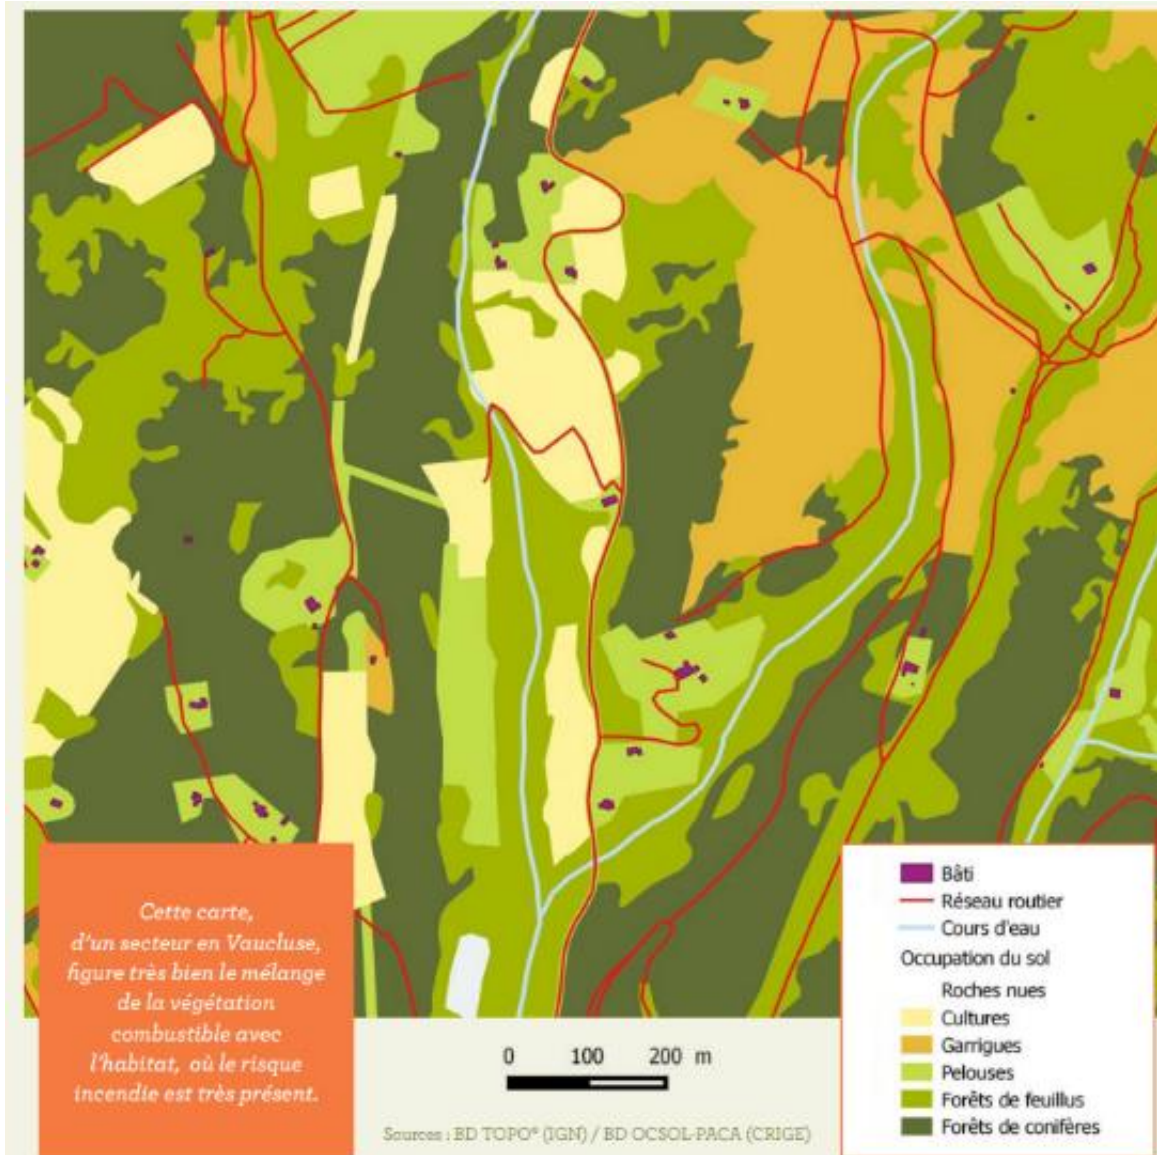 Cette carte,
d'un secteur en Vaucluse,
figure très bien le mélange
de la végétation
combustible avec
l'habitat, où le risque
incendie est très présent.
0 100 200 m
Sources : BD TOPO® (IGN) / BD OCSOL-PACA (CRIGE)
Bâti
Réseau routier
Cours d'eau
Occupation du sol
Roches nues
Cultures
Garrigues
Pelouses
Forêts de feuillus
Forêts de conifères